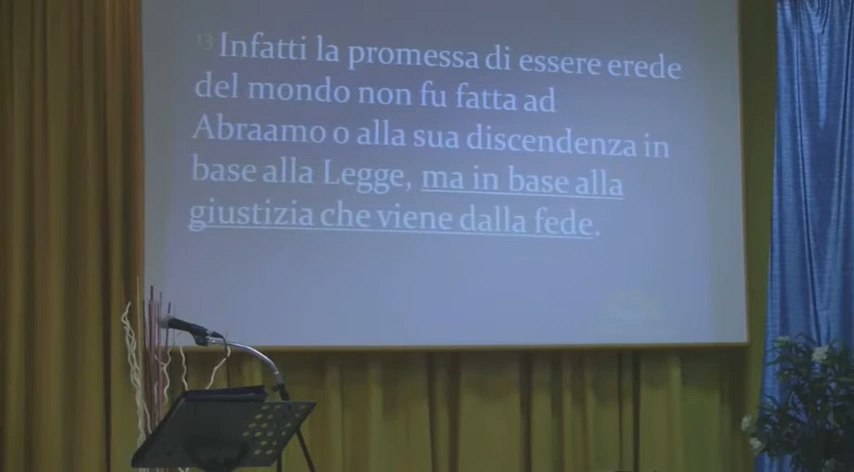 13 Infatti la promessa di essere erede
del mondo non fu fatta ad
Abraamo o alla sua discendenza in
base alla Legge, ma in base alla
giustizia che viene dalla fede.